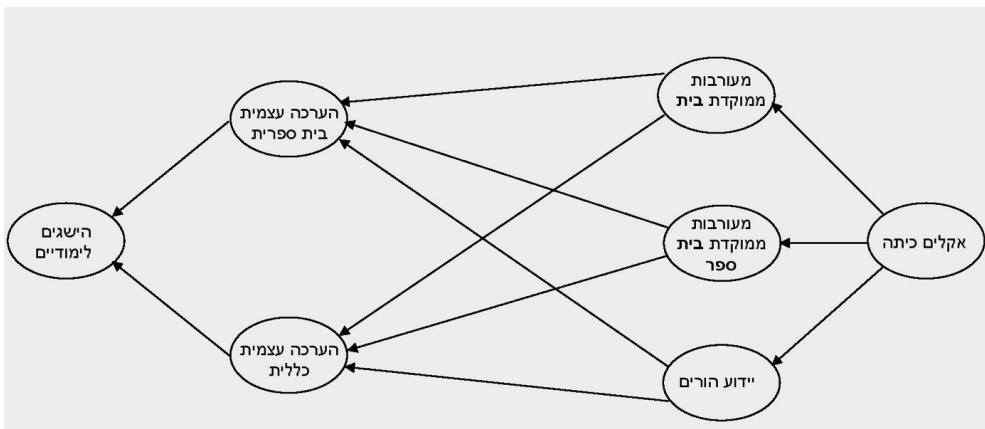 מעורבות
ממוקדת בית
הערכה עצמית
בית ספרית
אקלים כיתה
מעורבות
ממוקדת בית
ספר
הישגים
לימודיים
הערכה עצמית
כללית
יידוע הורים